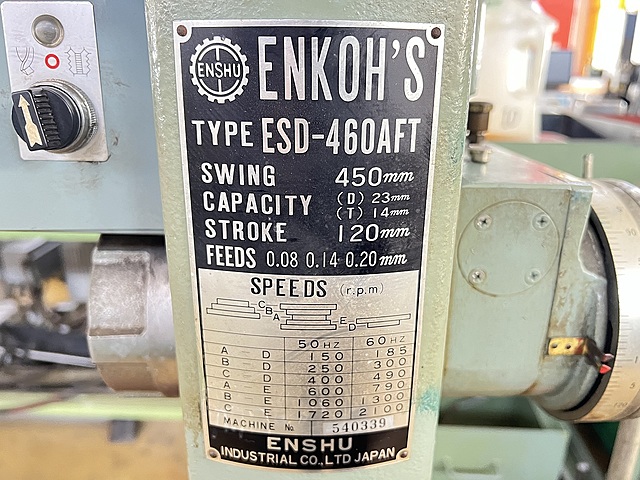 ENSHU
ENKOH'S
TYPE ESD-460AFT
SWING 450mm
CAPACITY (D) 23mm
(T) 14mm
STROKE 120mm
FEEDS 0.08 0.14 0.20mm
SPEEDS (r.p.m)
C
B
A
E
D
50HZ 60HZ
A - D 150 185
B - D 250 300
C - D 400 490
A - E 600 790
B - E 1060 1300
C - E 1720 2100
MACHINE No 540339
ENSHU
INDUSTRIAL CO.,LTD JAPAN